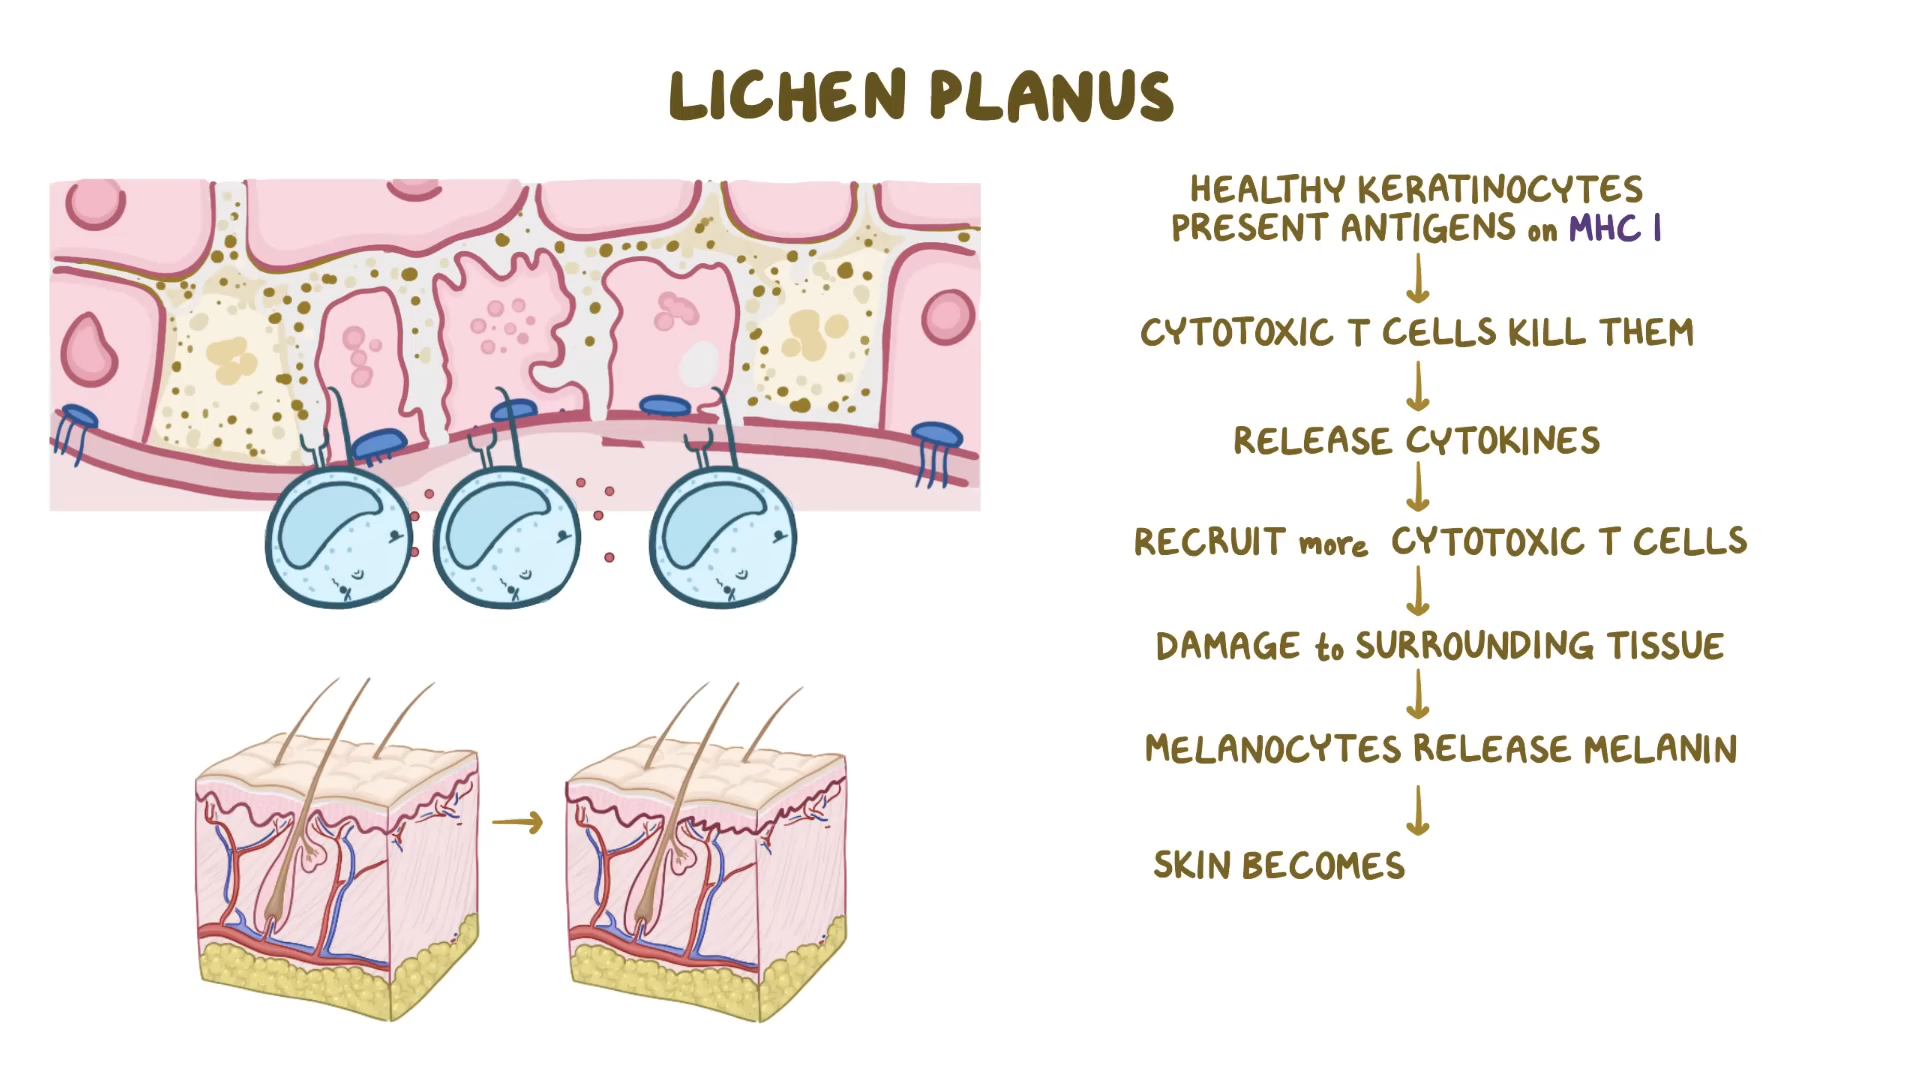 LICHEN PLANUS
HEALTHY KERATINOCYTES
PRESENT ANTIGENS on MHC I
CYTOTOXIC T CELLS KILL THEM
RELEASE CYTOKINES
RECRUIT more CYTOTOXIC T CELLS
DAMAGE to SURROUNDING TISSUE
MELANOCYTES RELEASE MELANIN
SKIN BECOMES